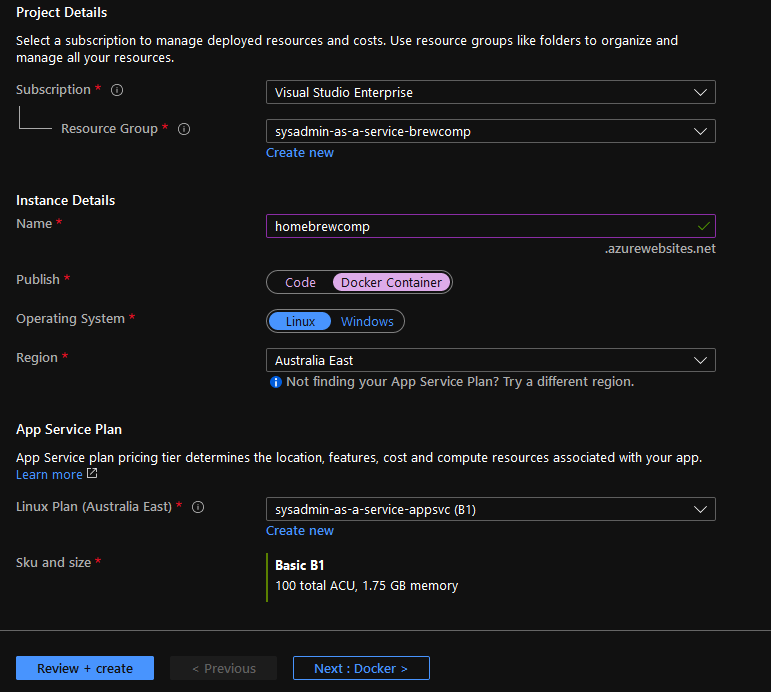 Project Details
Select a subscription to manage deployed resources and costs. Use resource groups like folders to organize and
manage all your resources.
Subscription *
Visual Studio Enterprise
Resource Group *
sysadmin-as-a-service-brewcomp
Create new
Instance Details
Name *
homebrewcomp
.azurewebsites.net
Publish *
Code Docker Container
Operating System *
Linux Windows
Region *
Australia East
Not finding your App Service Plan? Try a different region.
App Service Plan
App Service plan pricing tier determines the location, features, cost and compute resources associated with your app.
Learn more
Linux Plan (Australia East) *
sysadmin-as-a-service-appsvc (B1)
Create new
Sku and size *
Basic B1
100 total ACU, 1.75 GB memory
Review + create < Previous Next : Docker >